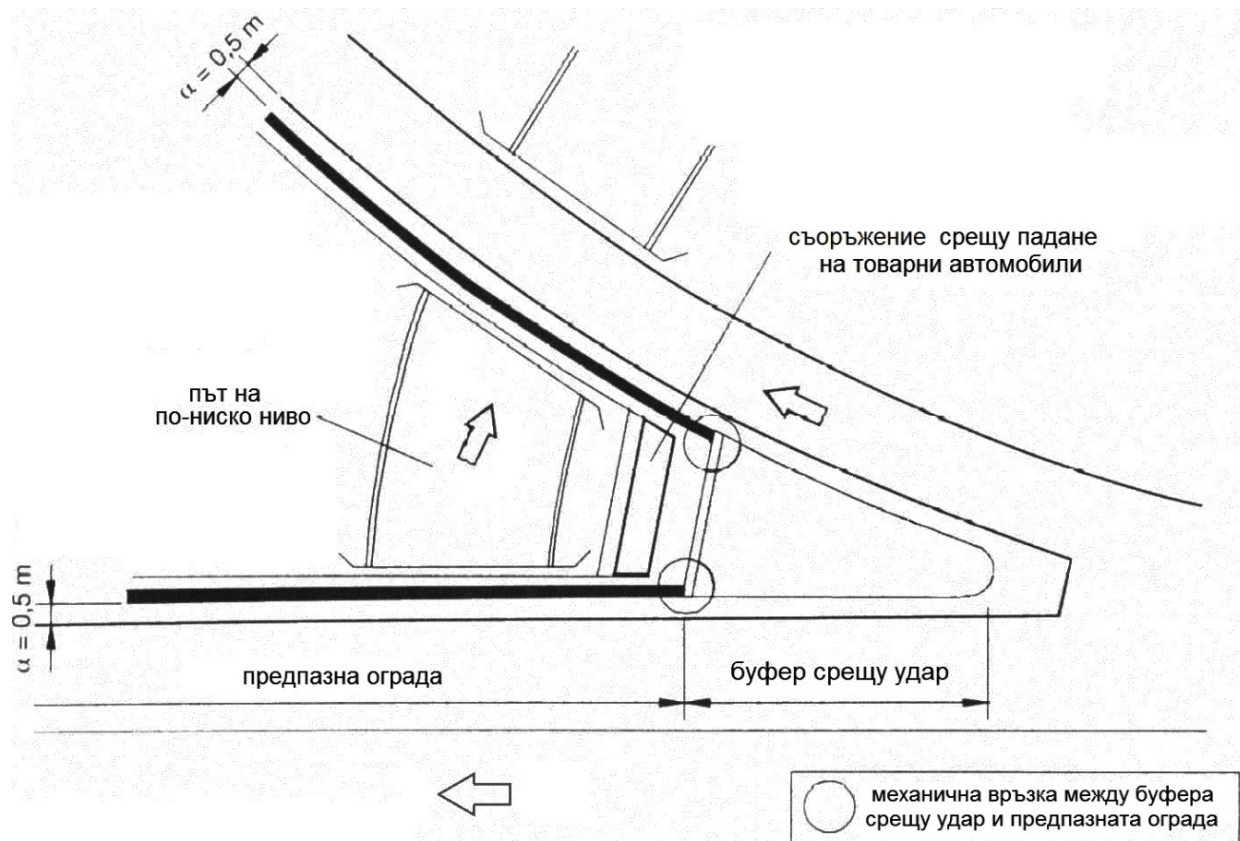 α = 0,5 m
съоръжение срещу падане
на товарни автомобили
път на
по-ниско ниво
α = 0,5 m
предпазна ограда
буфер срещу удар
механична връзка между буфера
срещу удар и предпазната ограда